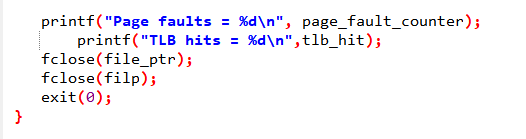 printf("Page faults = %d\n", page_fault_counter);
printf("TLB hits = %d\n",tlb_hit);
fclose(file_ptr);
fclose(filp);
exit(0);
}